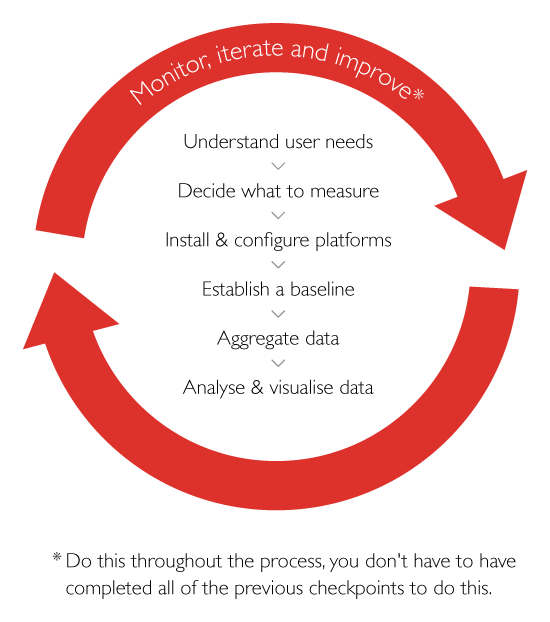 Monitor, iterate and improve*
Understand user needs
Decide what to measure
Install & configure platforms
Establish a baseline
Aggregate data
Analyse & visualise data
* Do this throughout the process, you don't have to have
completed all of the previous checkpoints to do this.